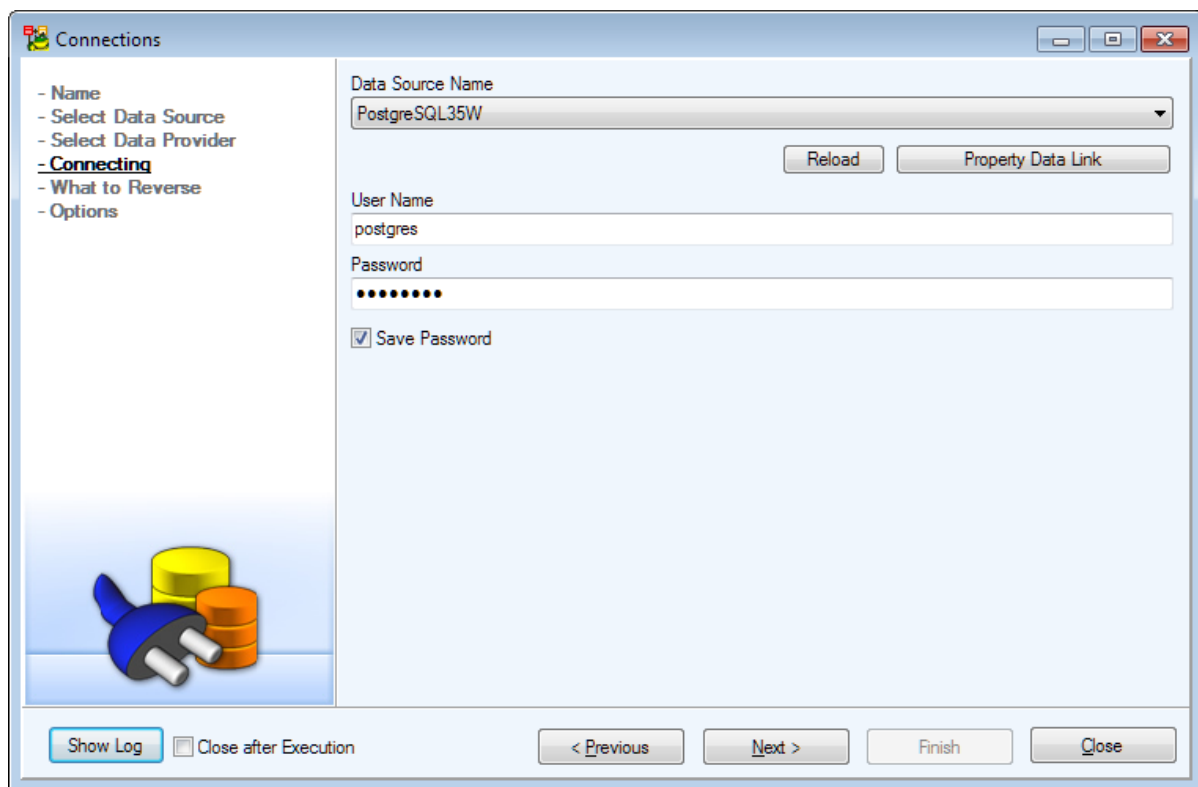 Connections
- Name
- Select Data Source
- Select Data Provider
- Connecting
- What to Reverse
- Options
Data Source Name
PostgreSQL35W
Reload
Property Data Link
User Name
postgres
Password
••••••••
Save Password
Show Log
Close after Execution
< Previous
Next >
Finish
Close